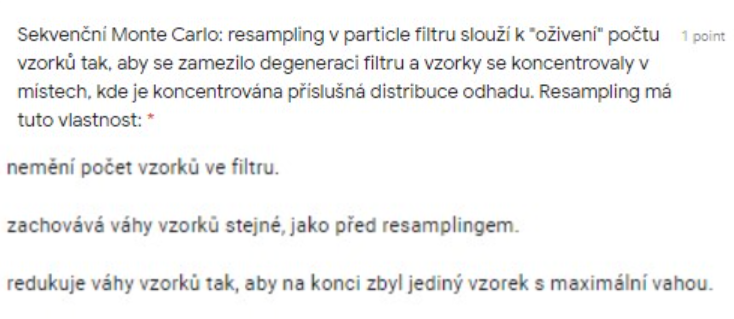 Sekvenční Monte Carlo: resampling v particle filtru slouží k "oživení" počtu 1 point
vzorků tak, aby se zamezilo degeneraci filtru a vzorky se koncentrovaly v
místech, kde je koncentrována příslušná distribuce odhadu. Resampling má
tuto vlastnost: *
nemění počet vzorků ve filtru.
zachovává váhy vzorků stejné, jako před resamplingem.
redukuje váhy vzorků tak, aby na konci zbyl jediný vzorek s maximální vahou.